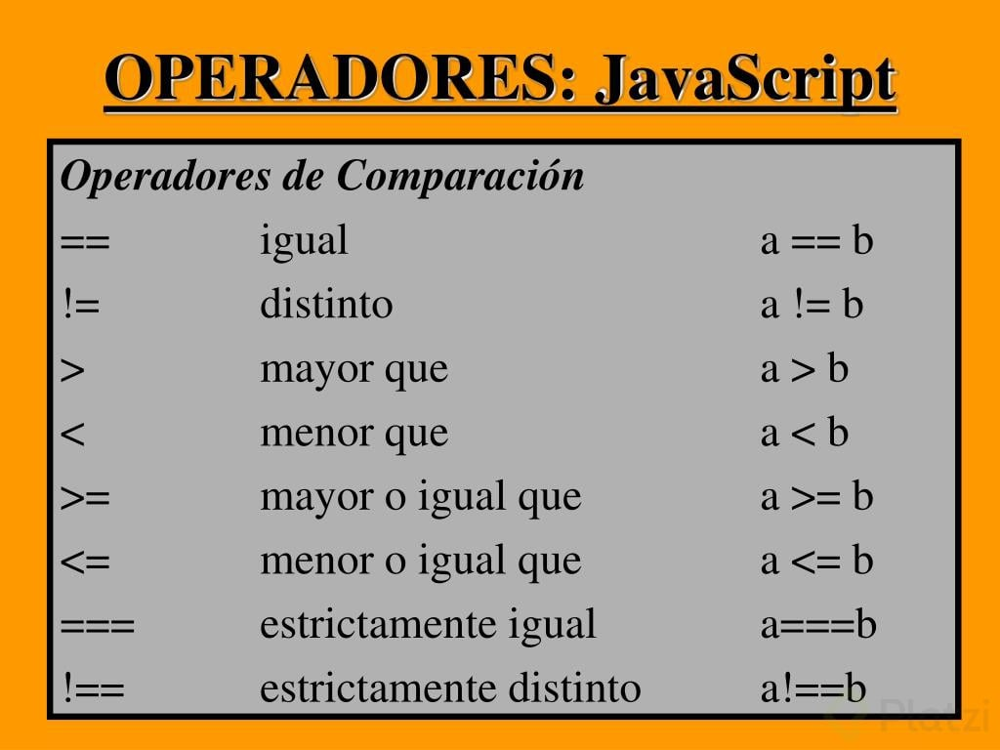 OPERADORES: JavaScript
Operadores de Comparación
== igual a == b
!= distinto a != b
> mayor que a > b
< menor que a < b
>= mayor o igual que a >= b
<= menor o igual que a <= b
=== estrictamente igual a===b
!== estrictamente distinto a!==b
Platzi